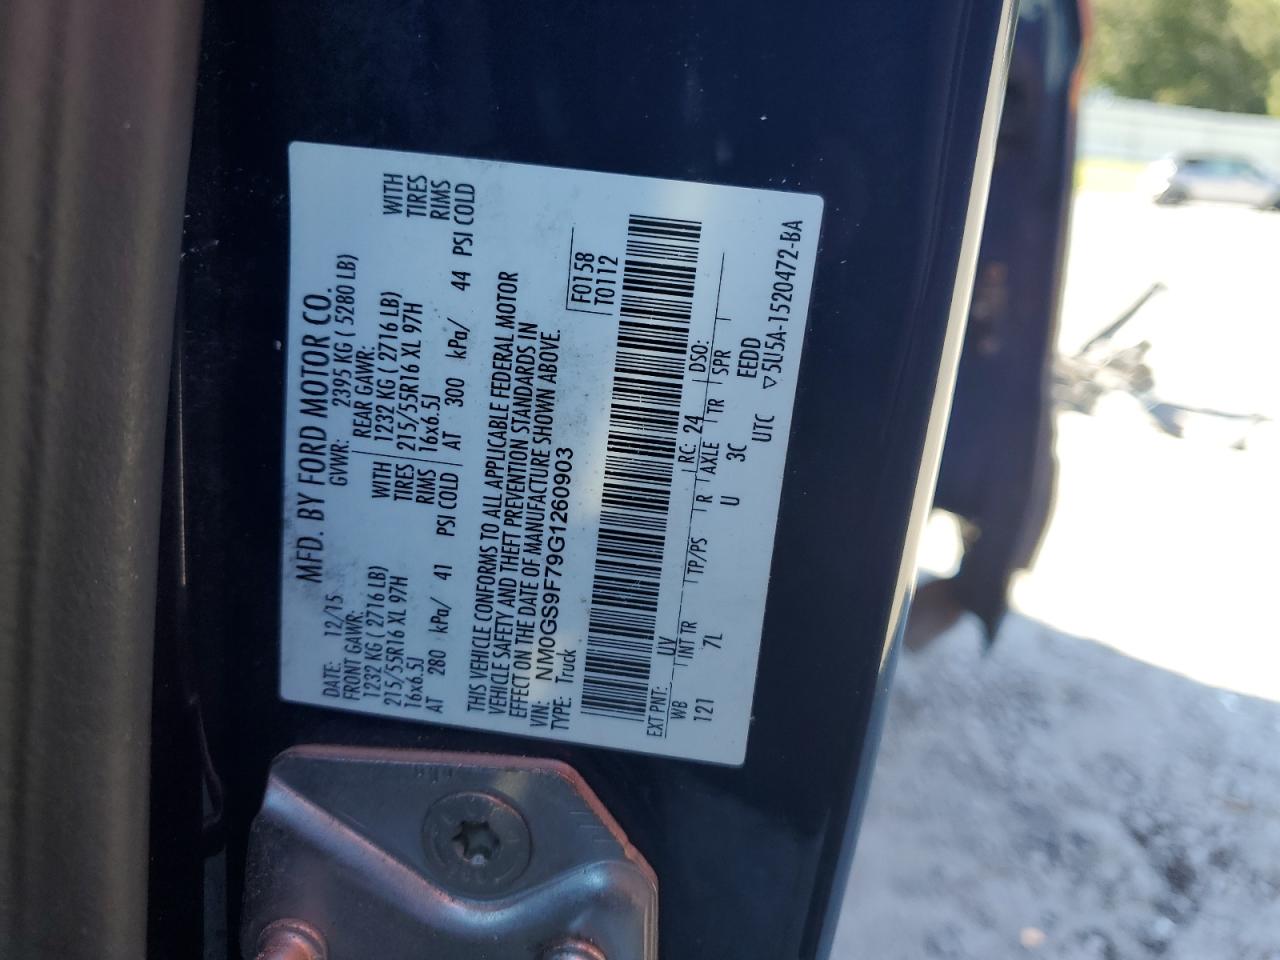 MFD. BY FORD MOTOR CO.
DATE: 12/15 GVWR: 2395 KG ( 5280 LB)
FRONT GAWR: REAR GAWR:
1232 KG ( 2716 LB) WITH 1232 KG ( 2716 LB) WITH
215/55R16 XL 97H TIRES 215/55R16 XL 97H TIRES
16x6.5J RIMS 16x6.5J RIMS
AT 280 kPa/ 41 PSI COLD AT 300 kPa/ 44 PSI COLD
THIS VEHICLE CONFORMS TO ALL APPLICABLE FEDERAL MOTOR
VEHICLE SAFETY AND THEFT PREVENTION STANDARDS IN
EFFECT ON THE DATE OF MANUFACTURE SHOWN ABOVE.
VIN: NM0GS9F79G1260903 F0158
TYPE: Truck T0112
EXT PNT: UV RC: 24 DSO:
WB INT TR TP/PS R AXLE TR SPR
121 7L U 3C EEDD
UTC ▽5U5A-1520472-BA